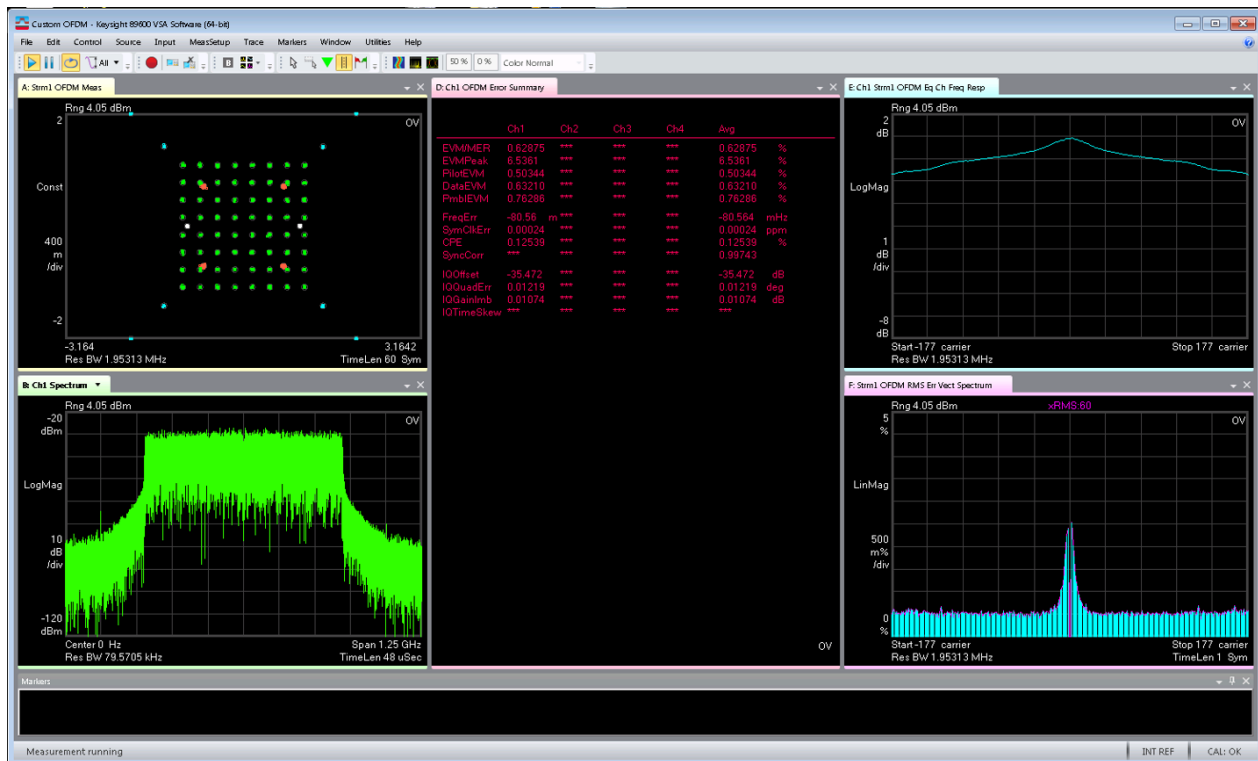 Custom OFDM - Keysight 89600 VSA Software (64-bit)
File Edit Control Source Input MeasSetup Trace Markers Window Utilities Help
All B 50 % 0 % Color Normal
A: Strm1 OFDM Meas
Rng 4.05 dBm
2
OV
Const
400
m
/div
-2
-3.164 3.1642
Res BW 1.95313 MHz TimeLen 60 Sym
B: Ch1 Spectrum
Rng 4.05 dBm
-20
dBm
OV
LogMag
10
dB
/div
-120
dBm
Center 0 Hz Span 1.25 GHz
Res BW 79.5705 kHz TimeLen 48 uSec
D: Ch1 OFDM Error Summary
Ch1 Ch2 Ch3 Ch4 Avg
EVM/MER 0.62875 *** *** *** 0.62875 %
EVMPeak 6.5361 *** *** *** 6.5361 %
PilotEVM 0.50344 *** *** *** 0.50344 %
DataEVM 0.63210 *** *** *** 0.63210 %
PmblEVM 0.76286 *** *** *** 0.76286 %
FreqErr -80.56 m *** *** *** -80.564 mHz
SymClkErr 0.00024 *** *** *** 0.00024 ppm
CPE 0.12539 *** *** *** 0.12539 %
SyncCorr *** *** *** *** 0.99743
IQOffset -35.472 *** *** *** -35.472 dB
IQQuadErr 0.01219 *** *** *** 0.01219 deg
IQGainImb 0.01074 *** *** *** 0.01074 dB
IQTimeSkew *** *** *** *** ***
OV
E: Ch1 Strm1 OFDM Eq Ch Freq Resp
Rng 4.05 dBm
2
dB
OV
LogMag
1
dB
/div
-8
dB
Start -177 carrier Stop 177 carrier
Res BW 1.95313 MHz
F: Strm1 OFDM RMS Err Vect Spectrum
Rng 4.05 dBm xRMS:60
5
%
OV
LinMag
500
m%
/div
0
%
Start -177 carrier Stop 177 carrier
Res BW 1.95313 MHz TimeLen 1 Sym
Markers
Measurement running INT REF CAL: OK